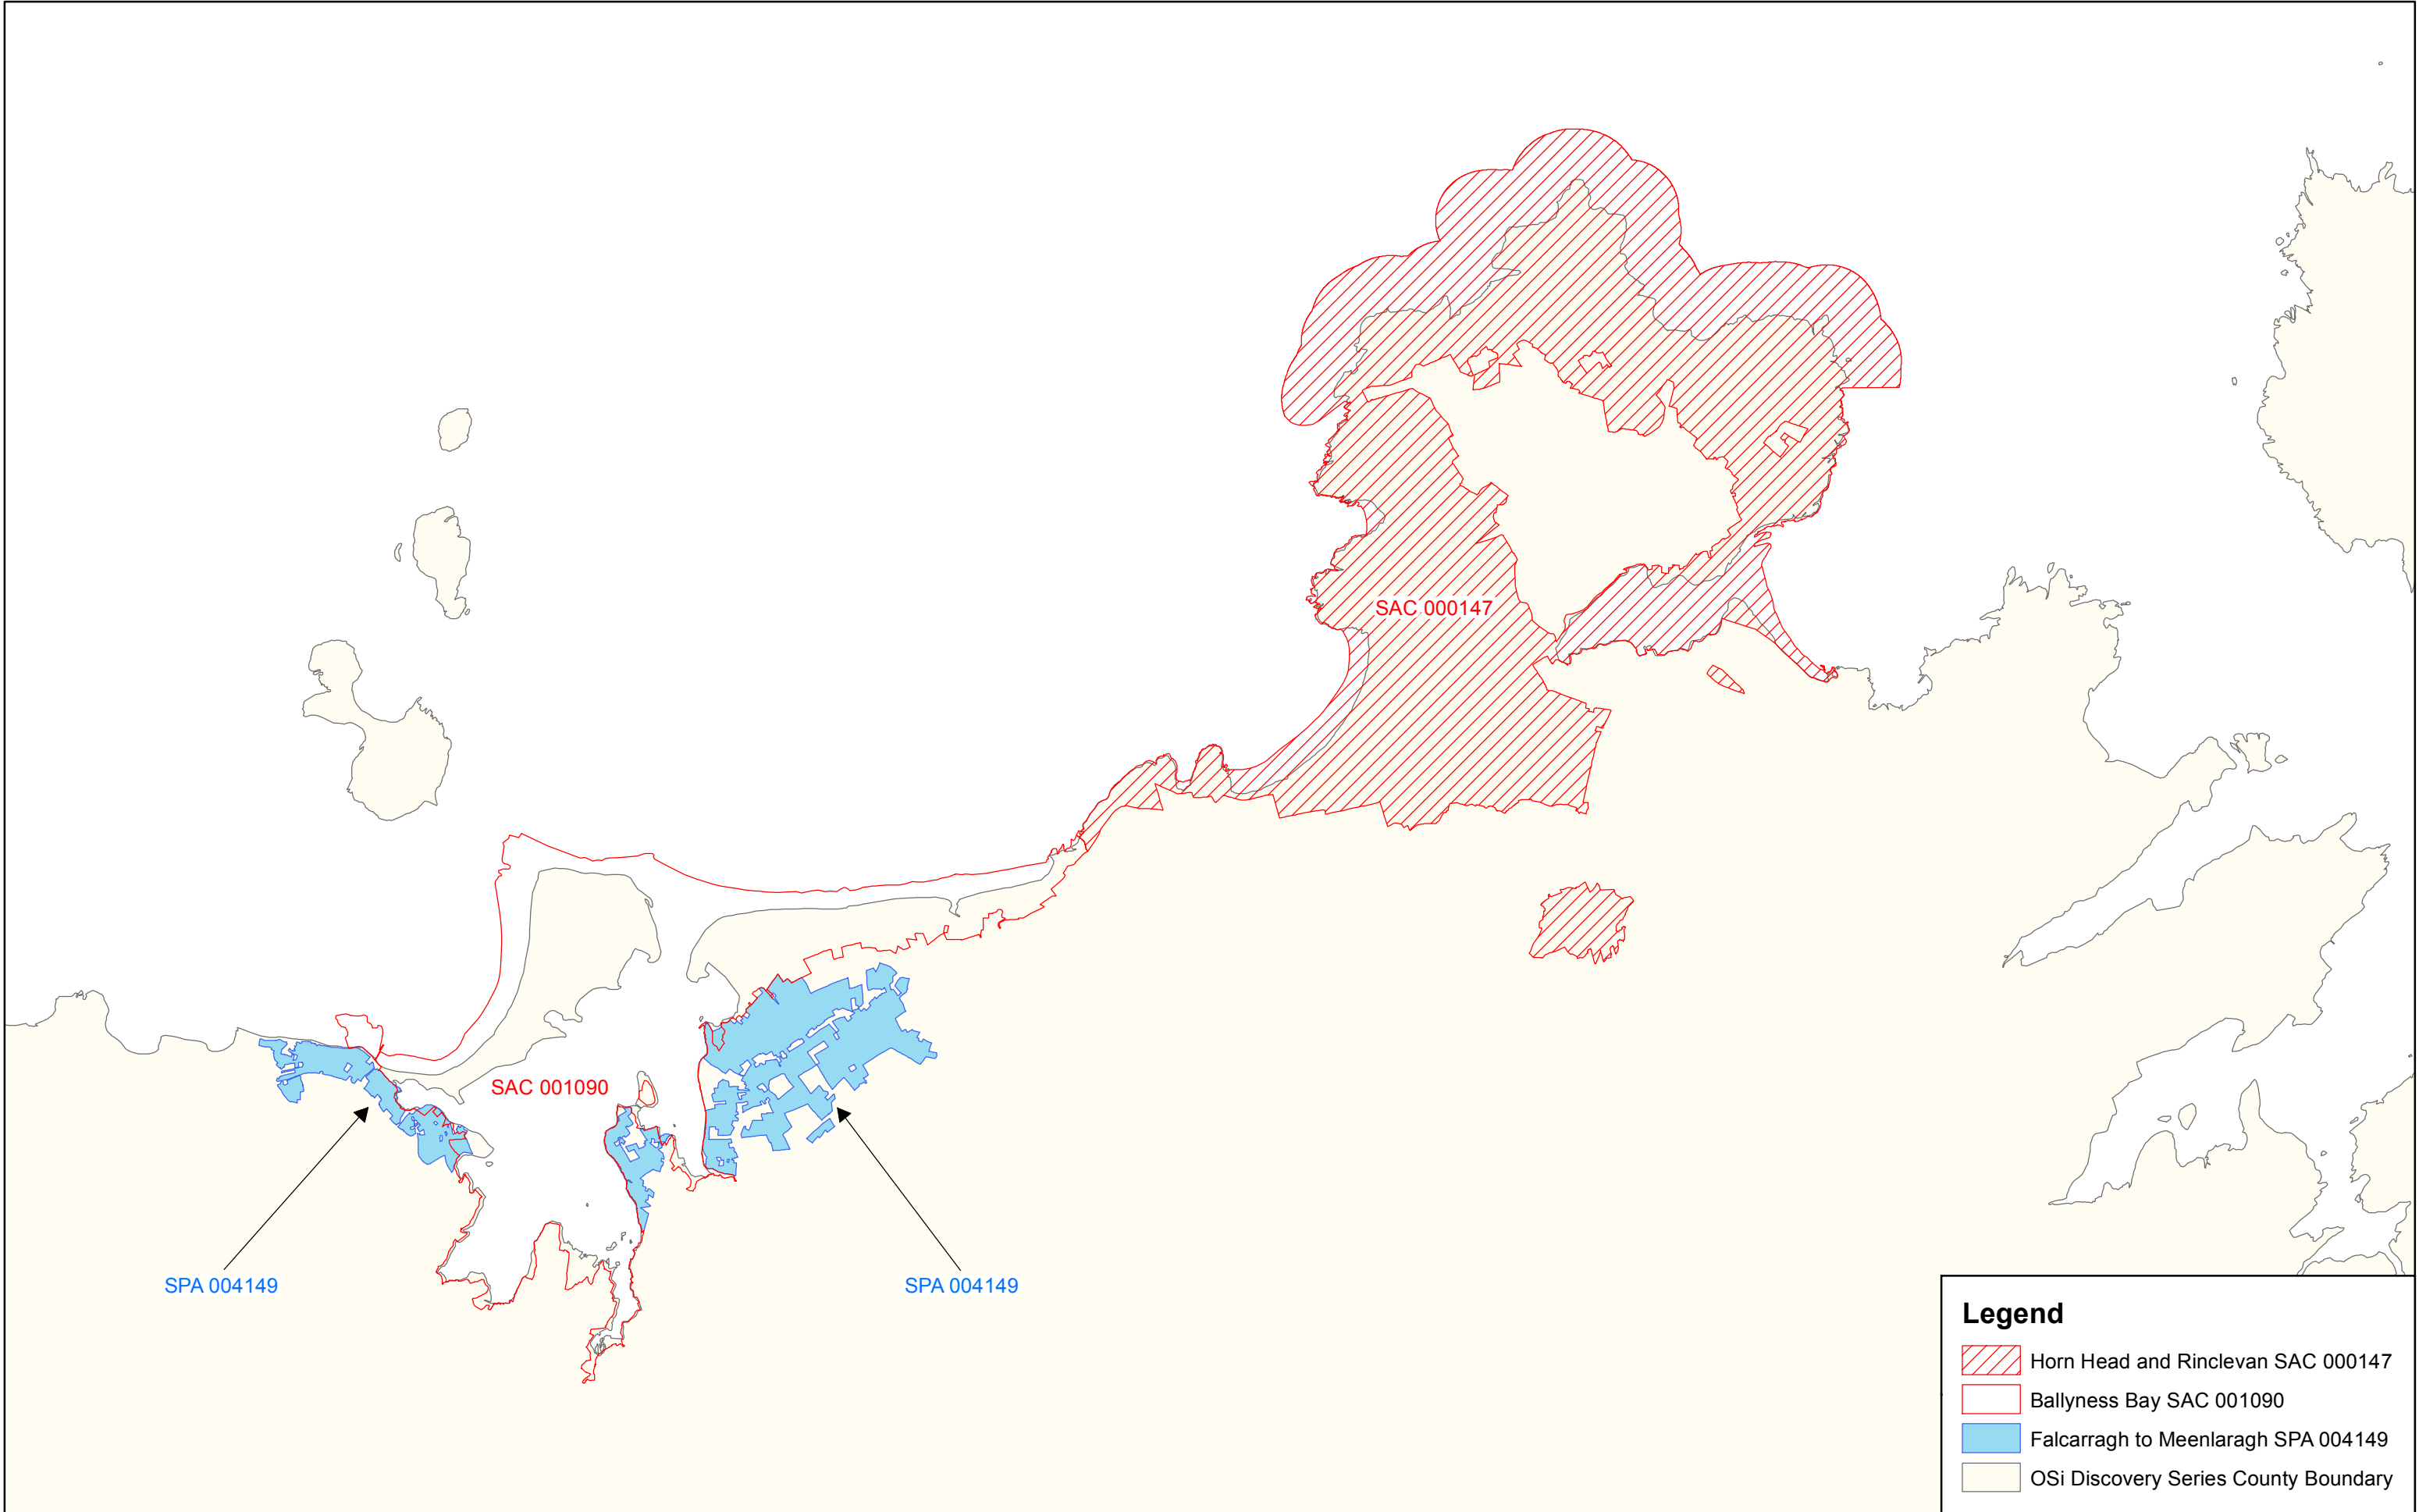 SAC 000147
SAC 001090
SPA 004149
SPA 004149
Legend
Horn Head and Rinclevan SAC 000147
Ballyness Bay SAC 001090
Falcarragh to Meenlaragh SPA 004149
OSi Discovery Series County Boundary